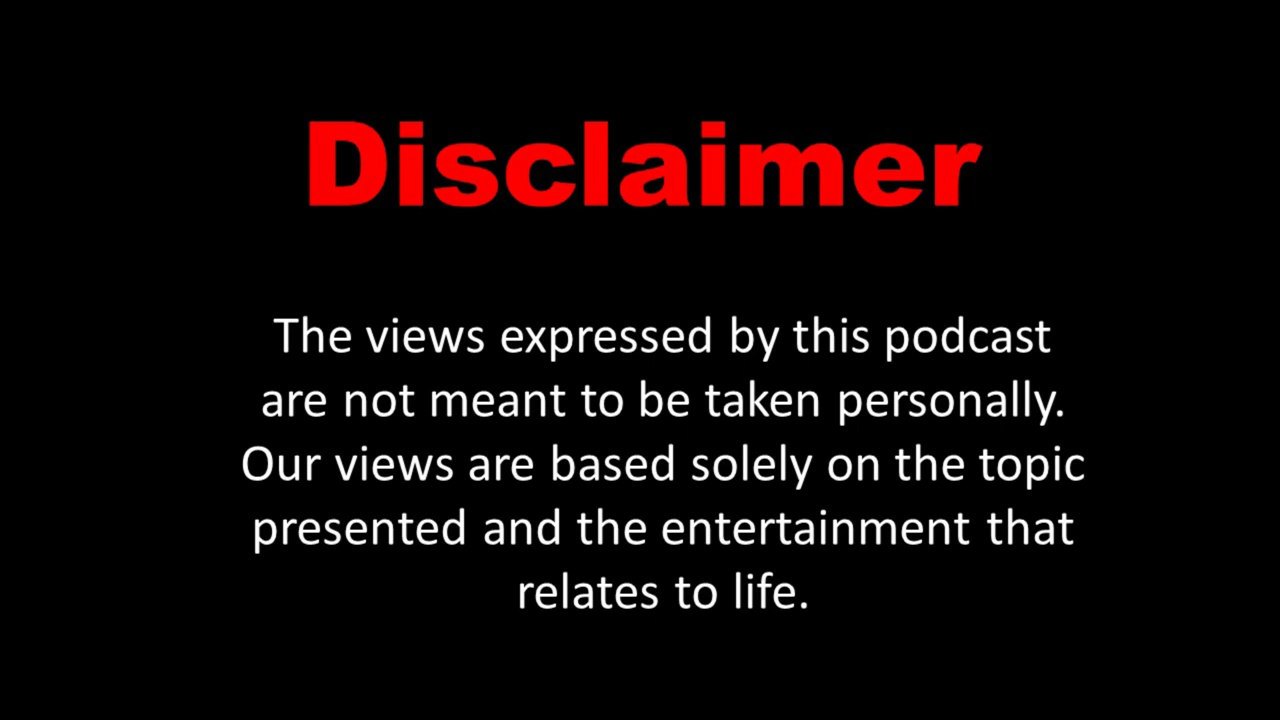 Disclaimer
The views expressed by this podcast
are not meant to be taken personally.
Our views are based solely on the topic
presented and the entertainment that
relates to life.